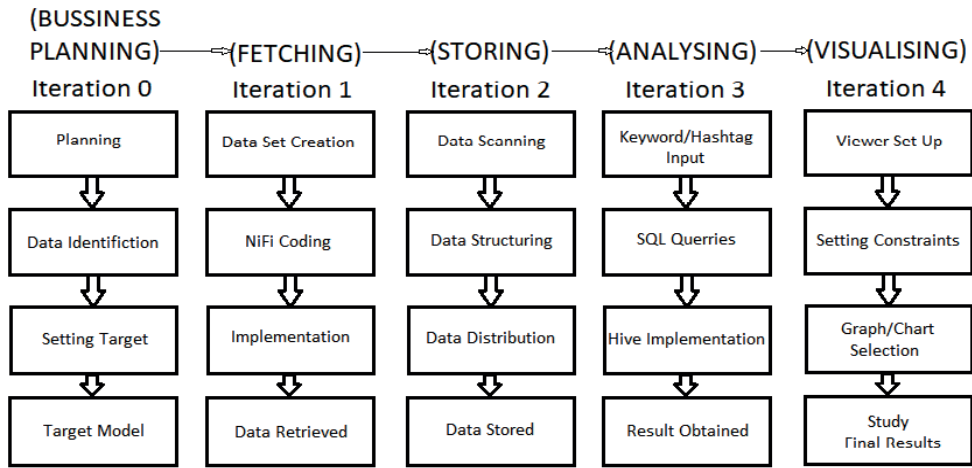 (BUSSINESS
PLANNING)
(FETCHING)
(STORING)
(ANALYSING)
(VISUALISING)
Iteration 0
Iteration 1
Iteration 2
Iteration 3
Iteration 4
Planning
Data Set Creation
Data Scanning
Keyword/Hashtag
Input
Viewer Set Up
Data Identifiction
NiFi Coding
Data Structuring
SQL Querries
Setting Constraints
Setting Target
Implementation
Data Distribution
Hive Implementation
Graph/Chart
Selection
Target Model
Data Retrieved
Data Stored
Result Obtained
Study
Final Results